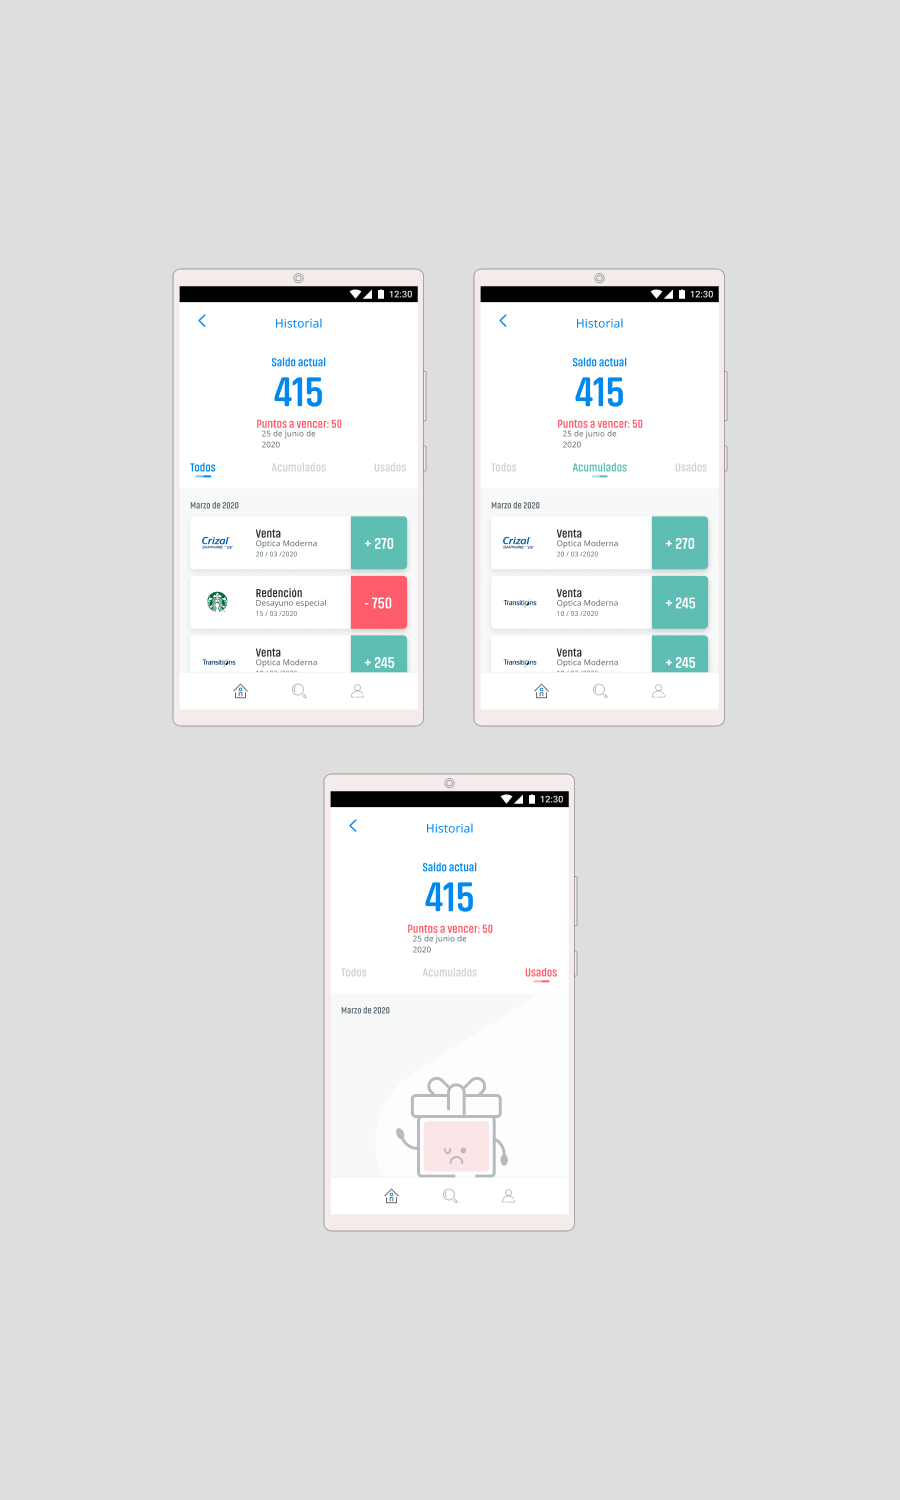 12:30
Historial
Saldo actual
415
Puntos a vencer: 50
25 de junio de
2020
Todos Acumulados Usados
Marzo de 2020
Crizal
SAPPHIRE UV
Venta
Optica Moderna
20 / 03 /2020
+ 270
Redención
Desayuno especial
15 / 03 /2020
- 750
Transitions
Venta
Optica Moderna
+ 245
12:30
Historial
Saldo actual
415
Puntos a vencer: 50
25 de junio de
2020
Todos Acumulados Usados
Marzo de 2020
Crizal
SAPPHIRE UV
Venta
Optica Moderna
20 / 03 /2020
+ 270
Transitions
Venta
Optica Moderna
10 / 03 /2020
+ 245
Transitions
Venta
Optica Moderna
+ 245
12:30
Historial
Saldo actual
415
Puntos a vencer: 50
25 de junio de
2020
Todos Acumulados Usados
Marzo de 2020